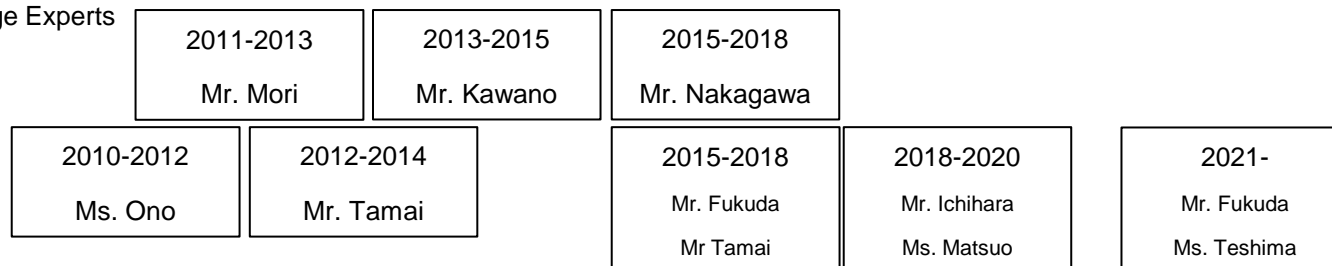 Experts
2011-2013
Mr. Mori
2013-2015
Mr. Kawano
2015-2018
Mr. Nakagawa
2010-2012
Ms. Ono
2012-2014
Mr. Tamai
2015-2018
Mr. Fukuda
Mr Tamai
2018-2020
Mr. Ichihara
Ms. Matsuo
2021-
Mr. Fukuda
Ms. Teshima